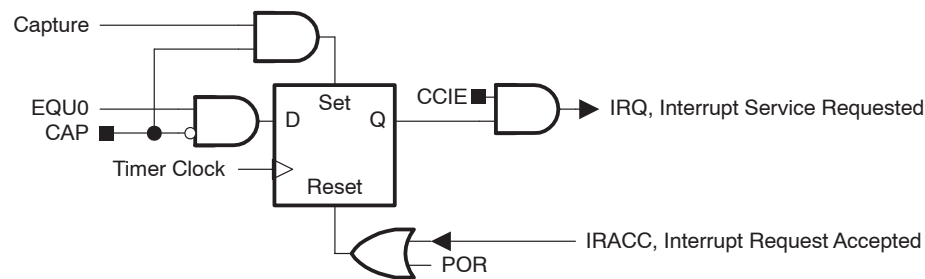 Capture
Set
CCIE
IRQ, Interrupt Service Requested
EQU0
D
Q
CAP
Timer Clock
Reset
IRACC, Interrupt Request Accepted
POR